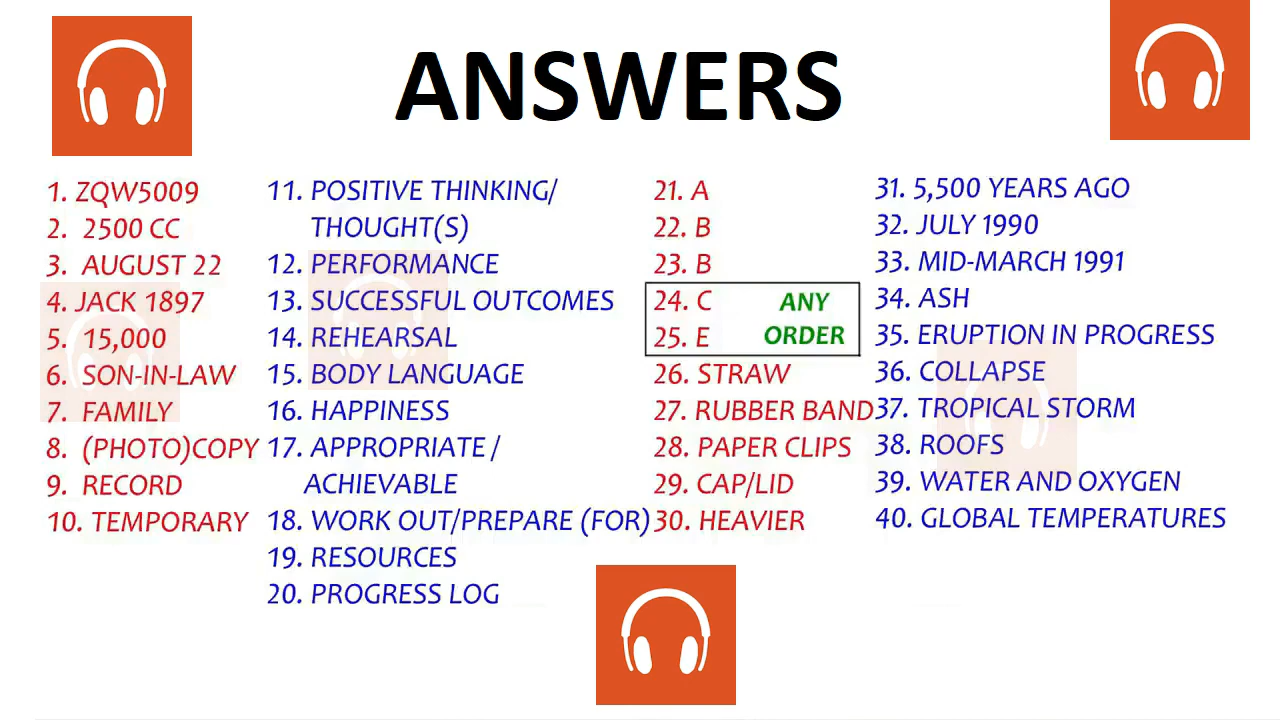 ANSWERS
1. ZQW5009
2. 2500 CC
3. AUGUST 22
4. JACK 1897
5. 15,000
6. SON-IN-LAW
7. FAMILY
8. (PHOTO)COPY
9. RECORD
10. TEMPORARY
11. POSITIVE THINKING/
THOUGHT(S)
12. PERFORMANCE
13. SUCCESSFUL OUTCOMES
14. REHEARSAL
15. BODY LANGUAGE
16. HAPPINESS
17. APPROPRIATE /
ACHIEVABLE
18. WORK OUT/PREPARE (FOR)
19. RESOURCES
20. PROGRESS LOG
21. A
22. B
23. B
24. C
25. E
ANY
ORDER
26. STRAW
27. RUBBER BAND
28. PAPER CLIPS
29. CAP/LID
30. HEAVIER
31. 5,500 YEARS AGO
32. JULY 1990
33. MID-MARCH 1991
34. ASH
35. ERUPTION IN PROGRESS
36. COLLAPSE
37. TROPICAL STORM
38. ROOFS
39. WATER AND OXYGEN
40. GLOBAL TEMPERATURES